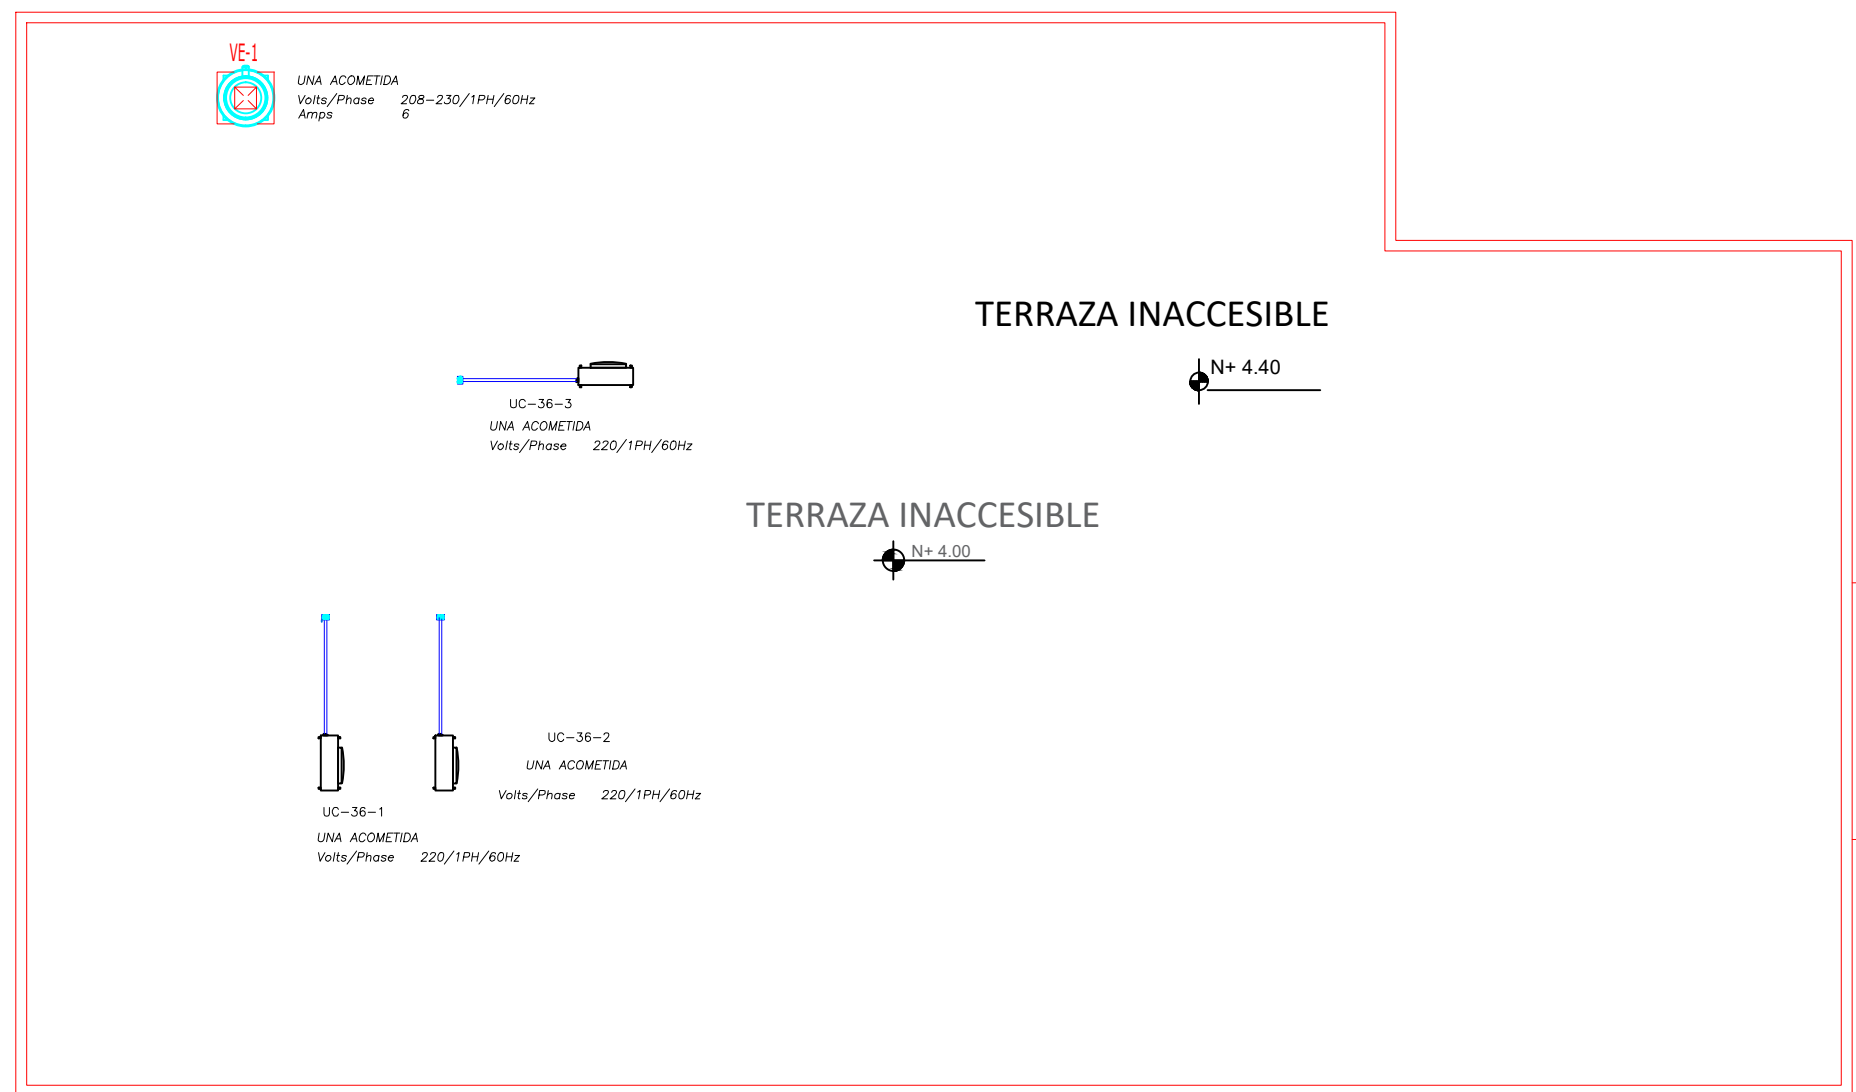 VE-1
UNA ACOMETIDA
Volts/Phase 208-230/1PH/60Hz
Amps 6
TERRAZA INACCESIBLE
N+ 4.40
UC-36-3
UNA ACOMETIDA
Volts/Phase 220/1PH/60Hz
TERRAZA INACCESIBLE
N+ 4.00
UC-36-2
UNA ACOMETIDA
Volts/Phase 220/1PH/60Hz
UC-36-1
UNA ACOMETIDA
Volts/Phase 220/1PH/60Hz